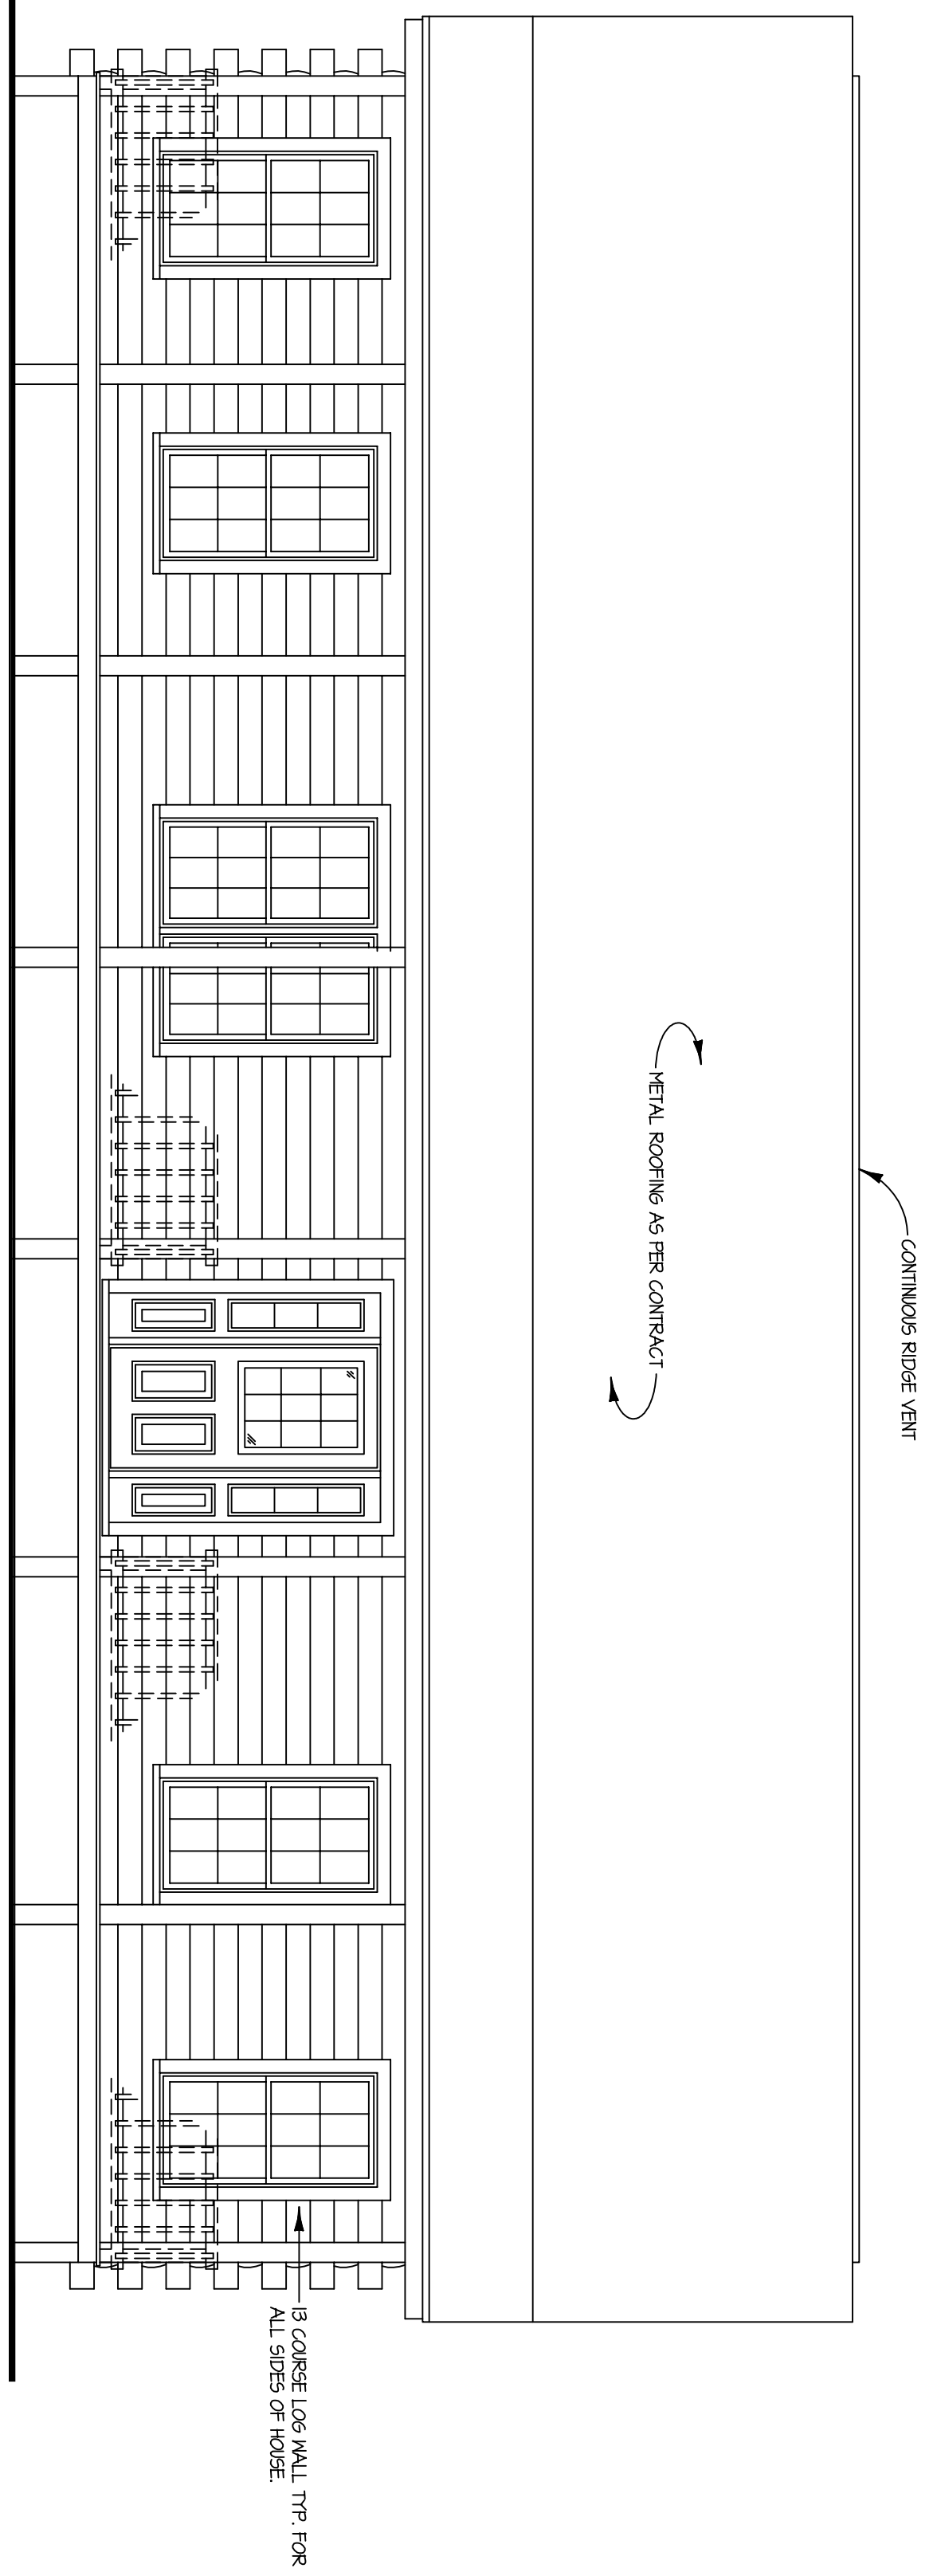 CONTINUOUS RIDGE VENT
METAL ROOFING AS PER CONTRACT
13 COURSE LOG WALL TYP. FOR
ALL SIDES OF HOUSE.